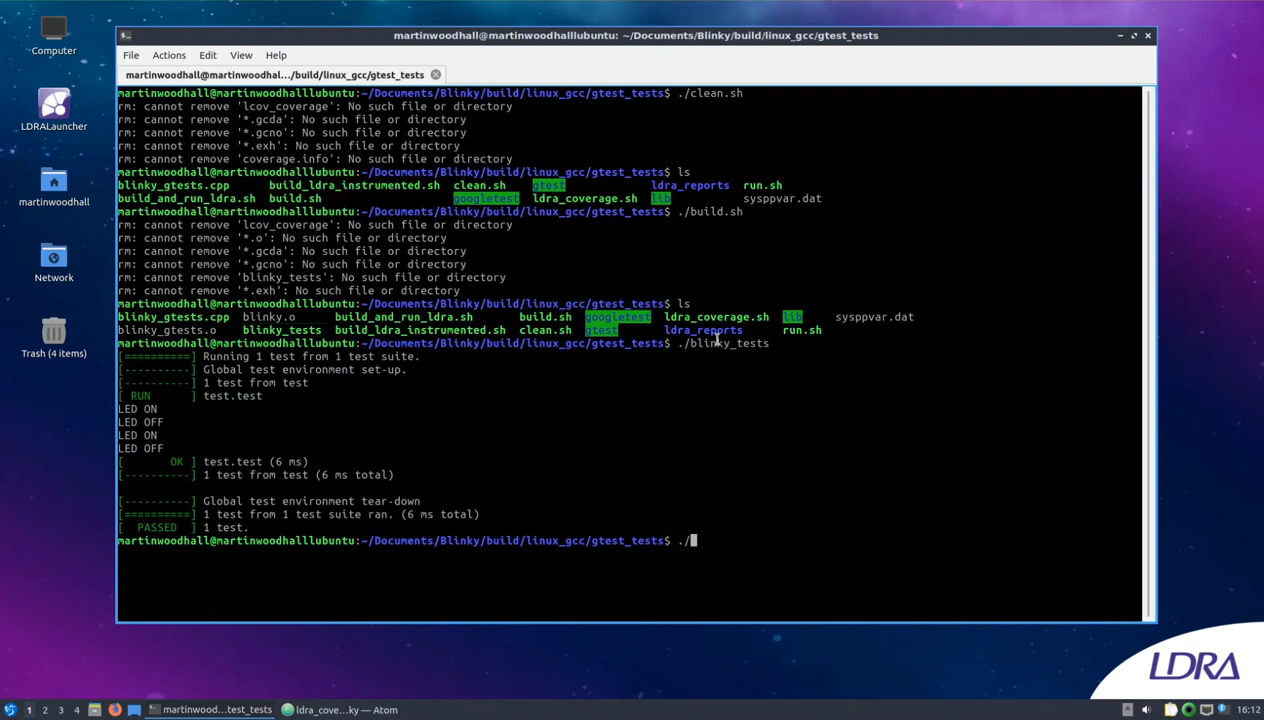 martinwoodhall@martinwoodhalllubuntu: ~/Documents/Blinky/build/linux_gcc/gtest_tests
File Actions Edit View Help
martinwoodhall@martinwoodhal.../build/linux_gcc/gtest_tests
martinwoodhall@martinwoodhalllubuntu:~/Documents/Blinky/build/linux_gcc/gtest_tests$ ./clean.sh
rm: cannot remove 'lcov_coverage': No such file or directory
rm: cannot remove '*.gcda': No such file or directory
rm: cannot remove '*.gcno': No such file or directory
rm: cannot remove '*.exh': No such file or directory
rm: cannot remove 'coverage.info': No such file or directory
martinwoodhall@martinwoodhalllubuntu:~/Documents/Blinky/build/linux_gcc/gtest_tests$ ls
blinky_gtests.cpp build_ldra_instrumented.sh clean.sh gtest ldra_reports run.sh
build_and_run_ldra.sh build.sh googletest ldra_coverage.sh lib sysppvar.dat
martinwoodhall@martinwoodhalllubuntu:~/Documents/Blinky/build/linux_gcc/gtest_tests$ ./build.sh
rm: cannot remove 'lcov_coverage': No such file or directory
rm: cannot remove '*.o': No such file or directory
rm: cannot remove '*.gcda': No such file or directory
rm: cannot remove '*.gcno': No such file or directory
rm: cannot remove 'blinky_tests': No such file or directory
rm: cannot remove '*.exh': No such file or directory
martinwoodhall@martinwoodhalllubuntu:~/Documents/Blinky/build/linux_gcc/gtest_tests$ ls
blinky_gtests.cpp blinky.o build_and_run_ldra.sh build.sh googletest ldra_coverage.sh lib sysppvar.dat
blinky_gtests.o blinky_tests build_ldra_instrumented.sh clean.sh gtest ldra_reports run.sh
martinwoodhall@martinwoodhalllubuntu:~/Documents/Blinky/build/linux_gcc/gtest_tests$ ./blinky_tests
[==========] Running 1 test from 1 test suite.
[----------] Global test environment set-up.
[----------] 1 test from test
[ RUN      ] test.test
LED ON
LED OFF
LED ON
LED OFF
[       OK ] test.test (6 ms)
[----------] 1 test from test (6 ms total)
[----------] Global test environment tear-down
[==========] 1 test from 1 test suite ran. (6 ms total)
[  PASSED  ] 1 test.
martinwoodhall@martinwoodhalllubuntu:~/Documents/Blinky/build/linux_gcc/gtest_tests$ ./
Computer
LDRALauncher
martinwoodhall
Network
Trash (4 items)
LDRA
1 2 3 4 martinwood...test_tests ldra_cove...ky — Atom 16:12